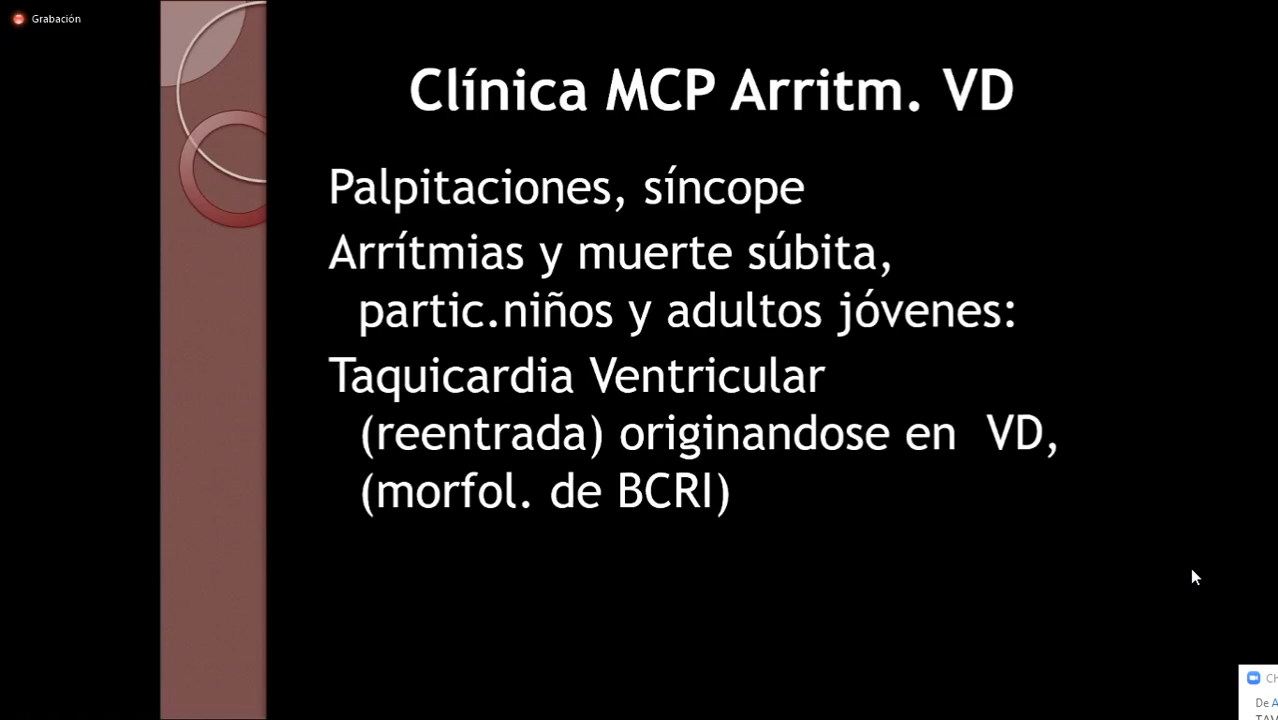 Grabación
Clínica MCP Arritm. VD
Palpitaciones, síncope
Arrítmias y muerte súbita,
partic.niños y adultos jóvenes:
Taquicardia Ventricular
(reentrada) originandose en VD,
(morfol. de BCRI)
De